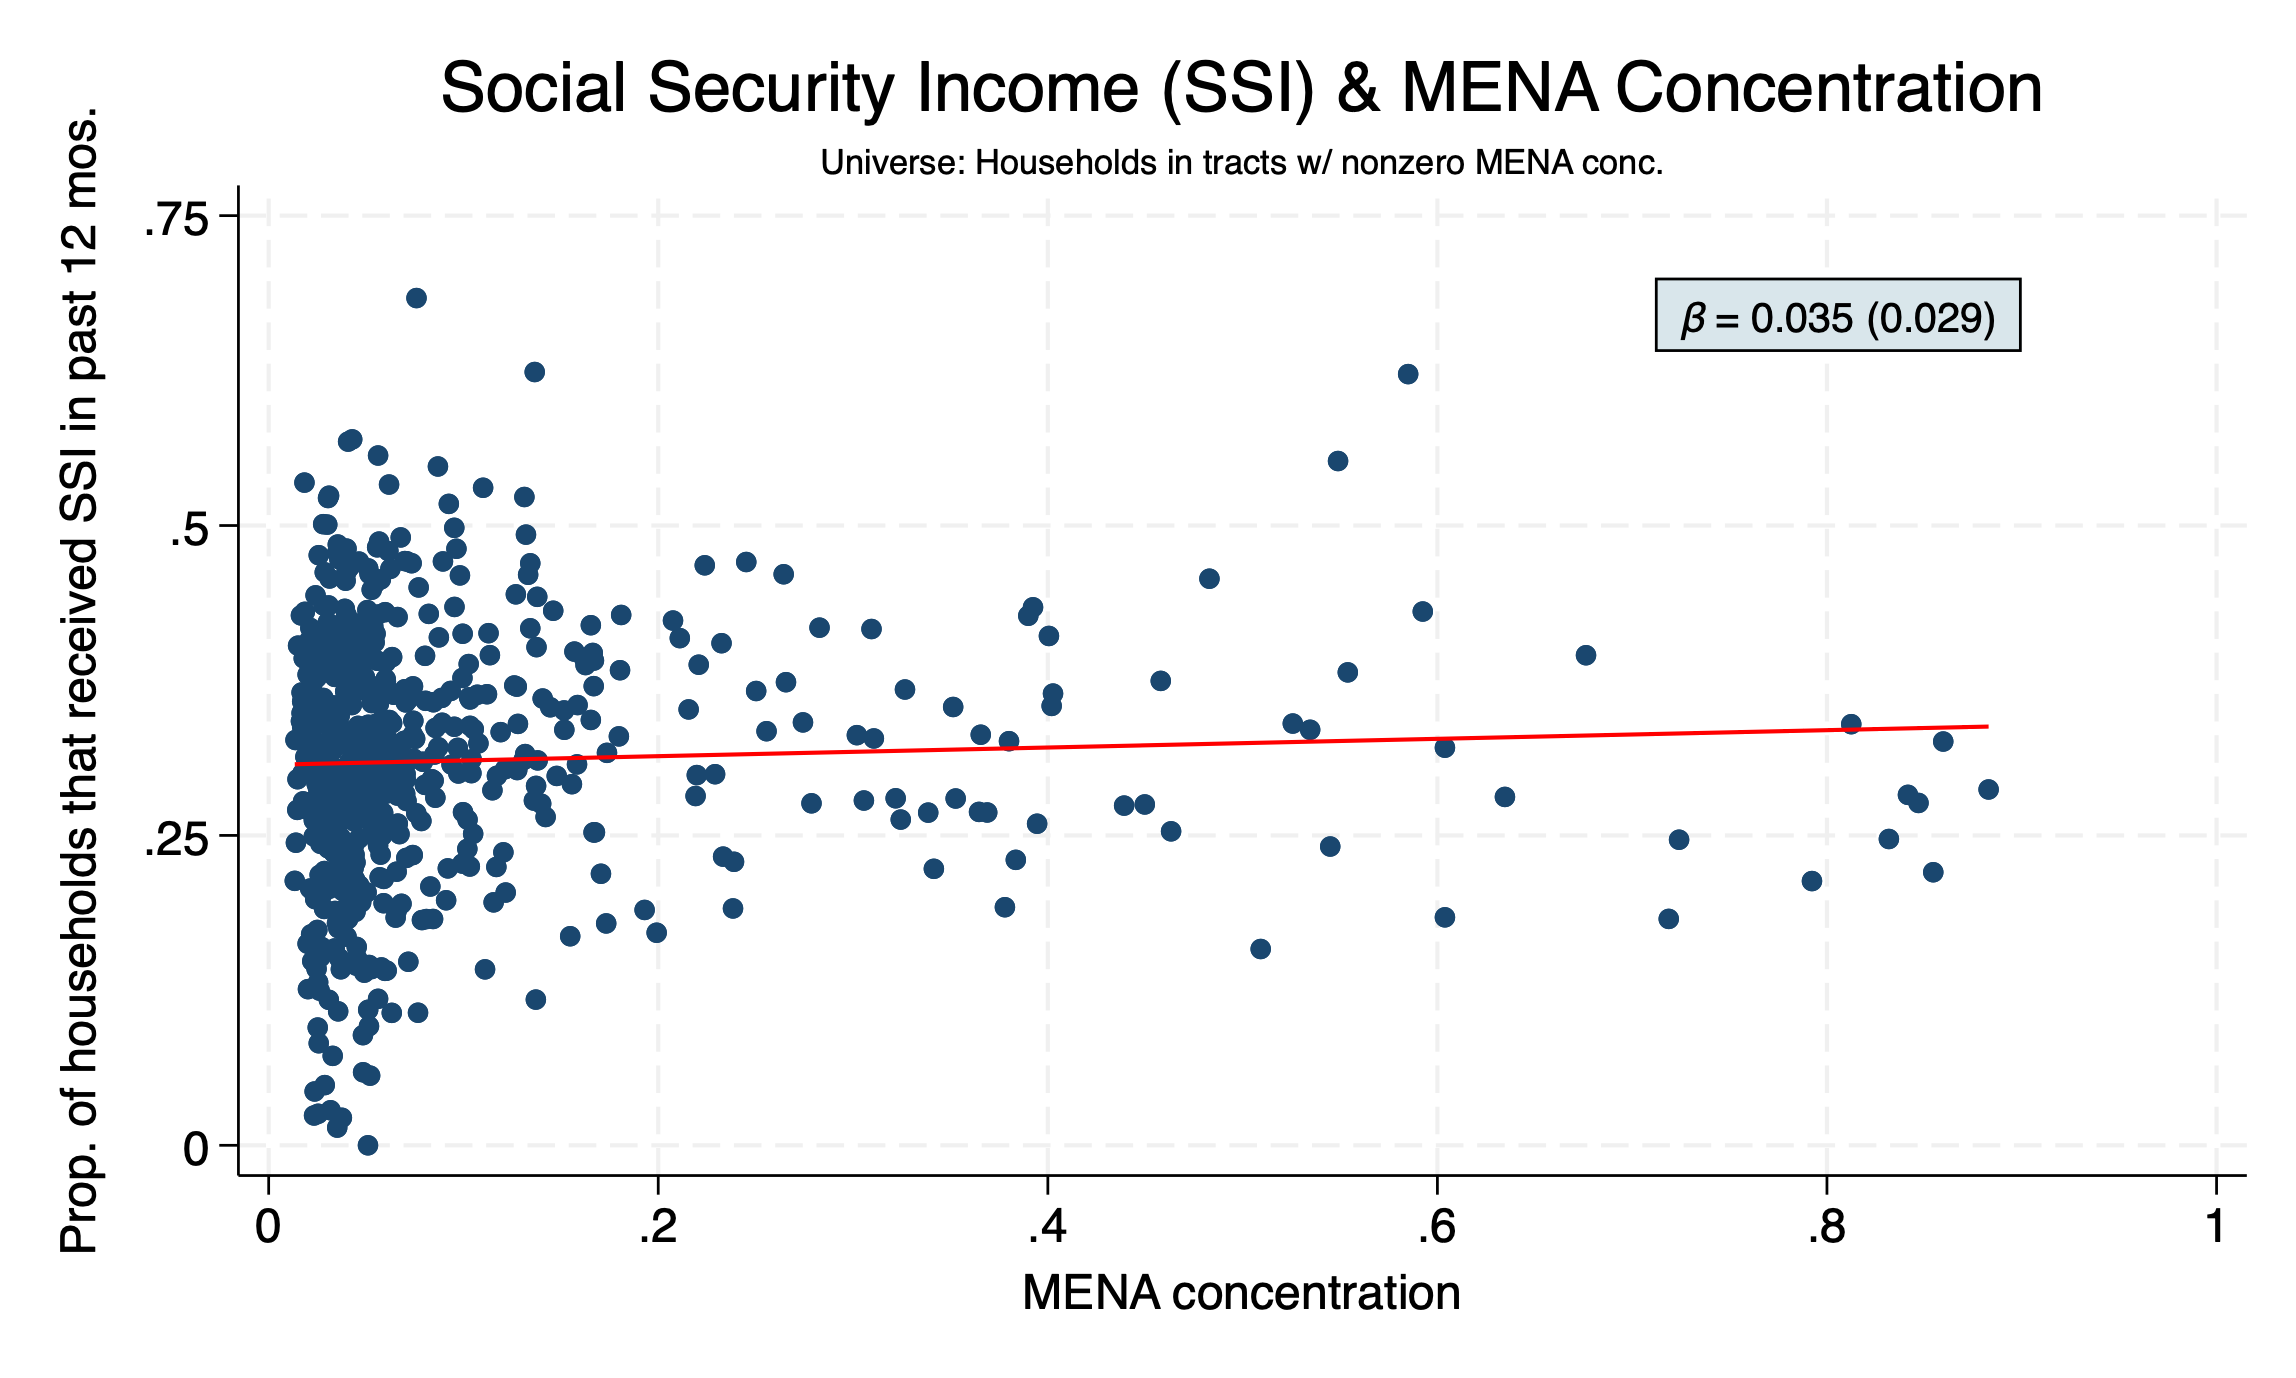 Social Security Income (SSI) & MENA Concentration
Universe: Households in tracts w/ nonzero MENA conc.
Prop. of households that received SSI in past 12 mos.
.75
.5
.25
0
β = 0.035 (0.029)
0 .2 .4 .6 .8 1
MENA concentration